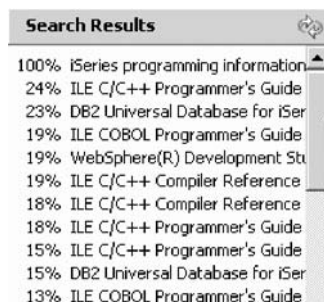 Search Results
100% iSeries programming information
24% ILE C/C++ Programmer's Guide
23% DB2 Universal Database for iSer
19% ILE COBOL Programmer's Guide
19% WebSphere(R) Development Stu
19% ILE C/C++ Compiler Reference
18% ILE C/C++ Compiler Reference
18% ILE C/C++ Programmer's Guide
15% ILE C/C++ Programmer's Guide
15% DB2 Universal Database for iSer
13% ILE COBOL Programmer's Guide